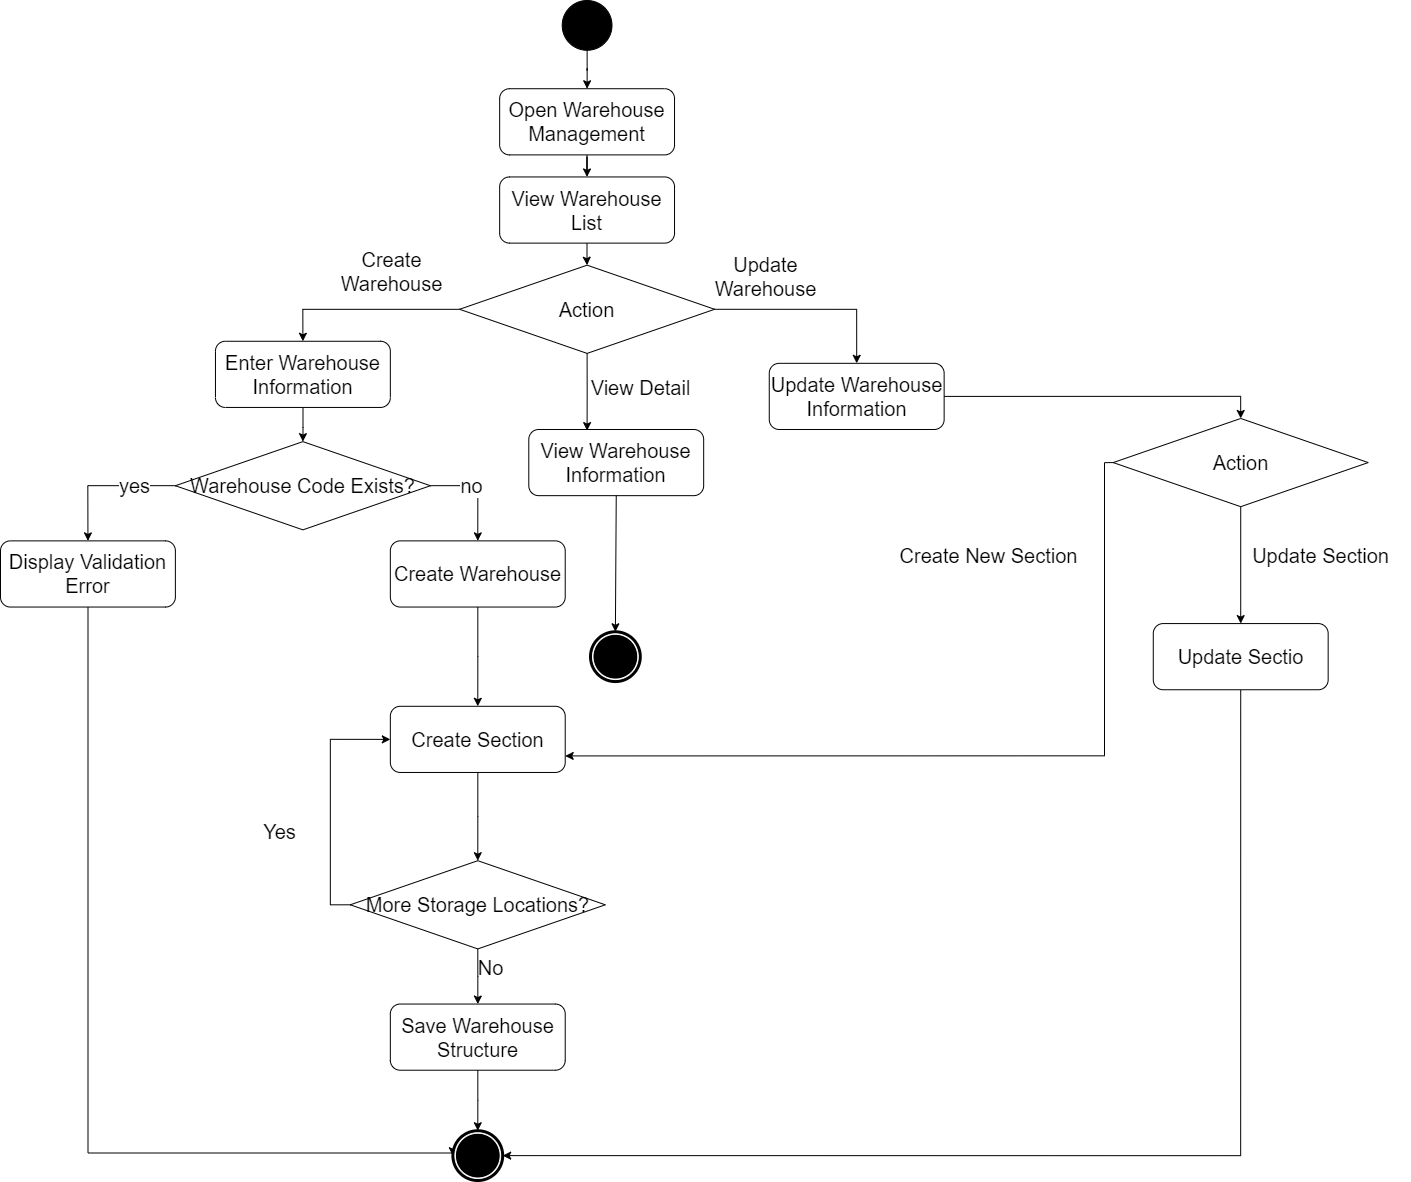 Open Warehouse
Management
View Warehouse
List
Create
Warehouse
Update
Warehouse
Action
Enter Warehouse
Information
View Detail
Update Warehouse
Information
View Warehouse
Information
Action
yes
Warehouse Code Exists?
no
Display Validation
Error
Create Warehouse
Create New Section
Update Section
Update Sectio
Create Section
Yes
More Storage Locations?
No
Save Warehouse
Structure